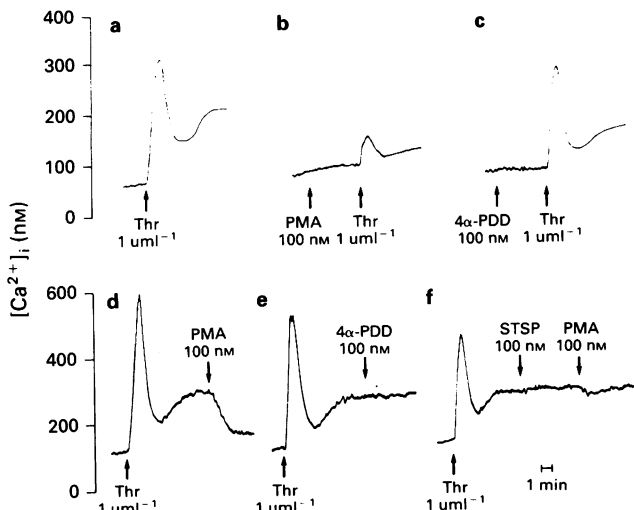 400
300
200
100
0
[Ca²⁺]ᵢ (nM)
a
Thr
1 uml⁻¹
b
PMA
100 nM
Thr
1 uml⁻¹
c
4α-PDD
100 nM
Thr
1 uml⁻¹
600
400
200
0
d
PMA
100 nM
Thr
1 uml⁻¹
e
4α-PDD
100 nM
Thr
1 uml⁻¹
f
STSP
100 nM
PMA
100 nM
Thr
1 uml⁻¹
1 min